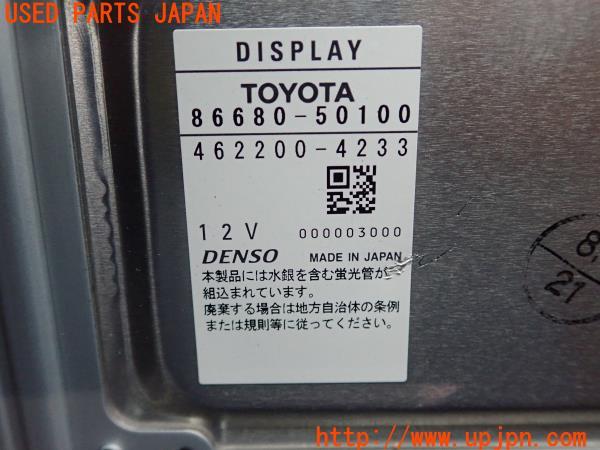 USED PARTS JAPAN
DISPLAY
TOYOTA
86680-50100
462200-4233
12V 000003000
DENSO MADE IN JAPAN
本製品には水銀を含む蛍光管が
組込まれています。
廃棄する場合は地方自治体の条例
または規則等に従ってください。
8.
21
http://www.upjpn.com